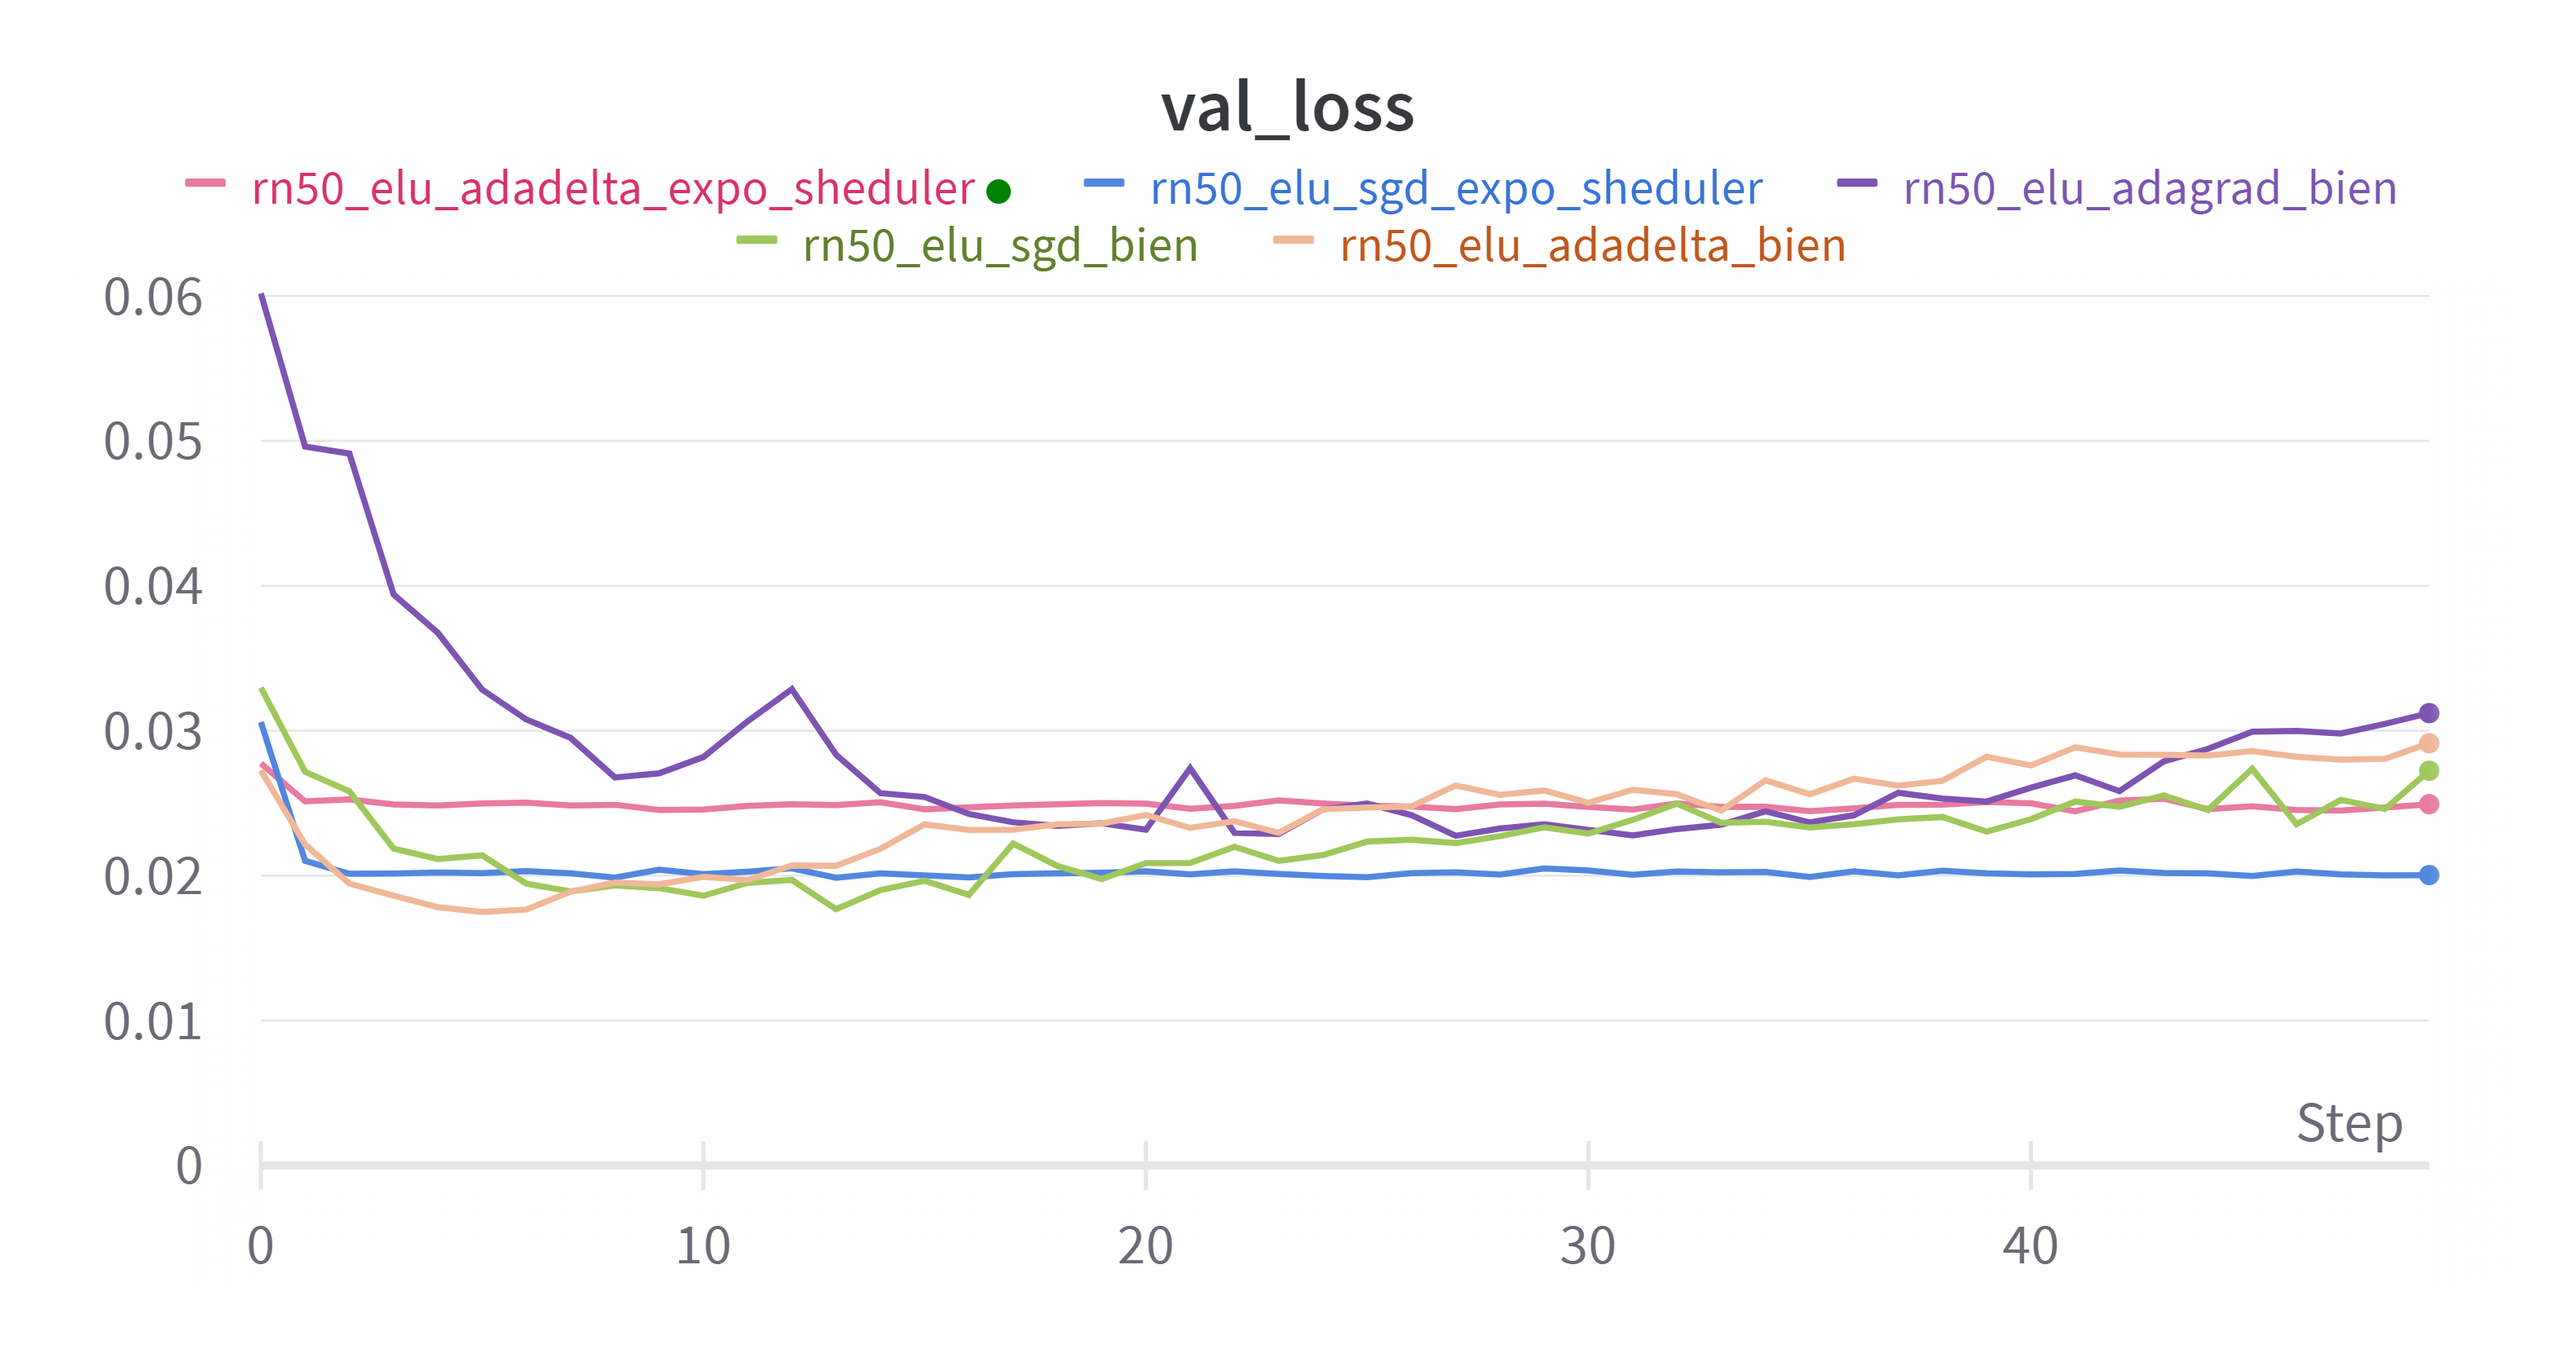 val_loss
rn50_elu_adadelta_expo_sheduler rn50_elu_sgd_expo_sheduler rn50_elu_adagrad_bien
rn50_elu_sgd_bien rn50_elu_adadelta_bien
0.06
0.05
0.04
0.03
0.02
0.01
Step
0
0 10 20 30 40